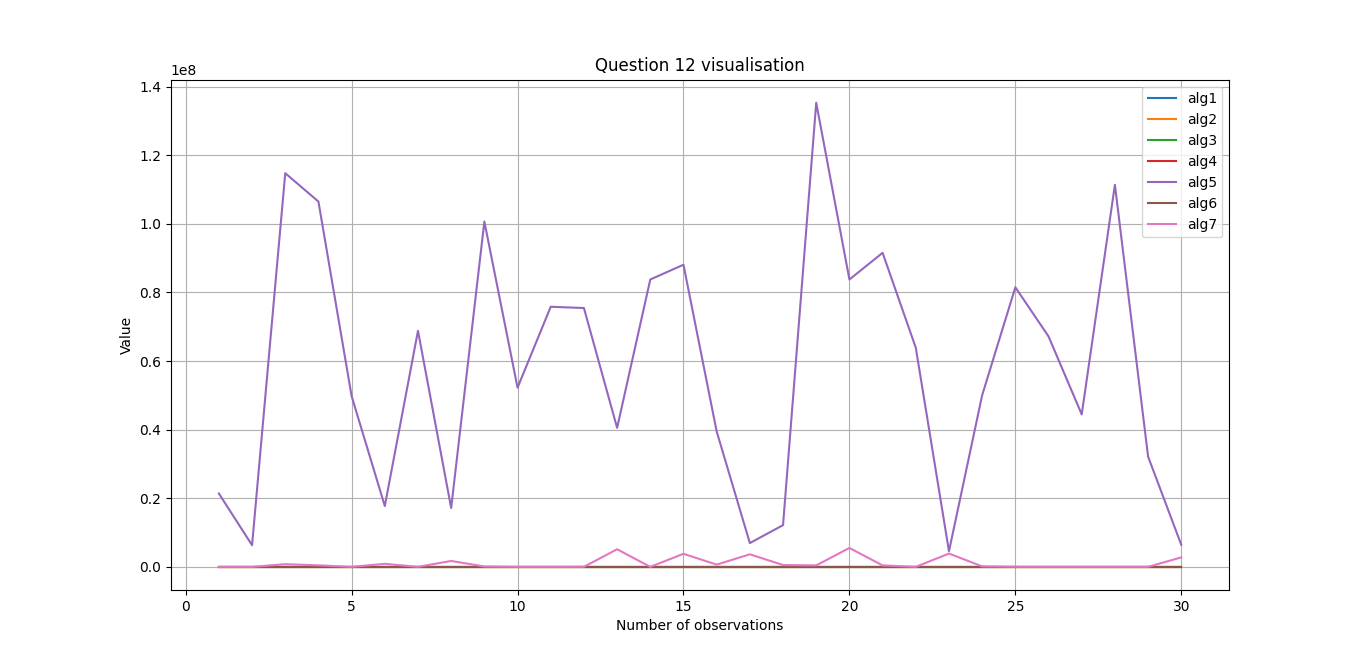 Question 12 visualisation
1e8
1.4
1.2
1.0
0.8
0.6
0.4
0.2
0.0
Value
0
5
10
15
20
25
30
Number of observations
alg1
alg2
alg3
alg4
alg5
alg6
alg7